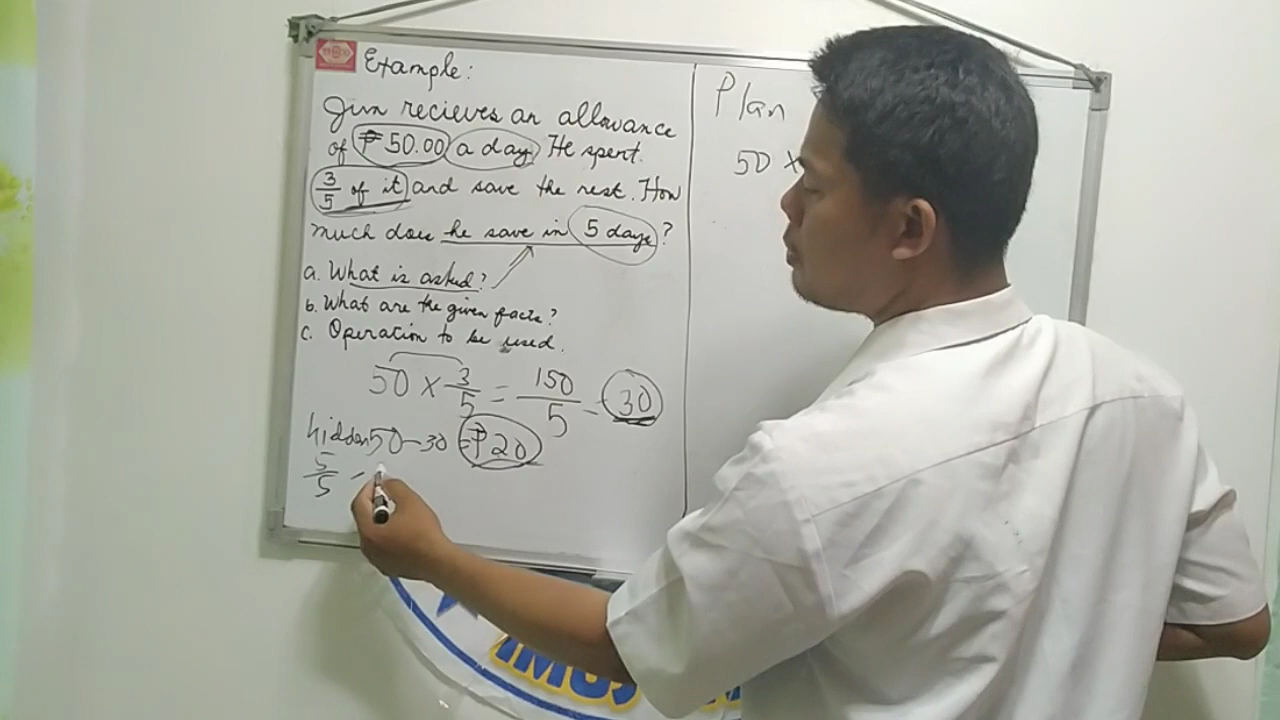 Example:
Jim recieves an allowance
of ₱ 50.00 a day. He spent
3/5 of it and save the rest. How
much does he save in 5 days?
a. What is asked?
b. What are the given facts?
c. Operation to be used.
50 x 3/5 = 150/5 = 30
hidden 50 - 30 = ₱ 20
5/5 -
Plan
50 x
IMUS